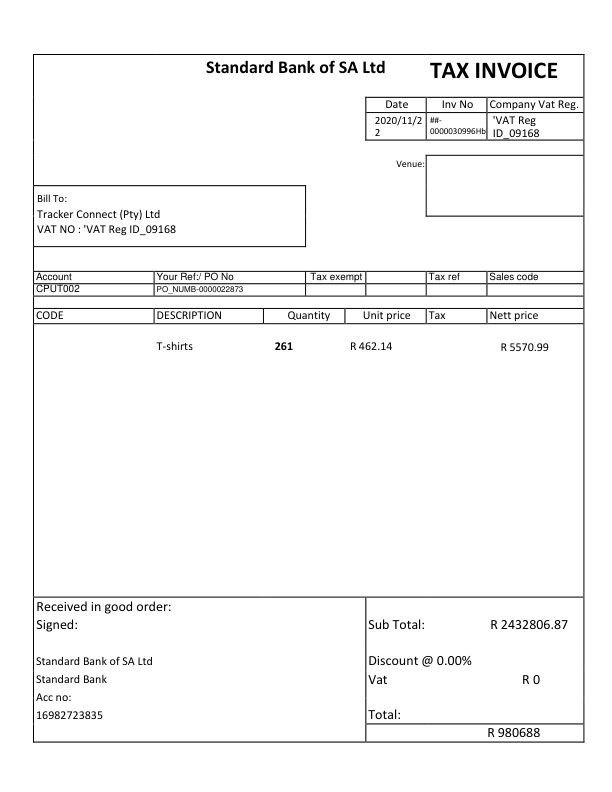 Standard Bank of SA Ltd TAX INVOICE
Date Inv No Company Vat Reg.
2020/11/2 ##- 'VAT Reg
2 0000030996Hb ID_09168
Venue:
Bill To:
Tracker Connect (Pty) Ltd
VAT NO : 'VAT Reg ID_09168
Account Your Ref:/ PO No Tax exempt Tax ref Sales code
CPUT002 PO_NUMB-0000022873
CODE DESCRIPTION Quantity Unit price Tax Nett price
T-shirts 261 R 462.14 R 5570.99
Received in good order:
Signed: Sub Total: R 2432806.87
Standard Bank of SA Ltd Discount @ 0.00%
Standard Bank Vat R 0
Acc no:
16982723835 Total:
R 980688